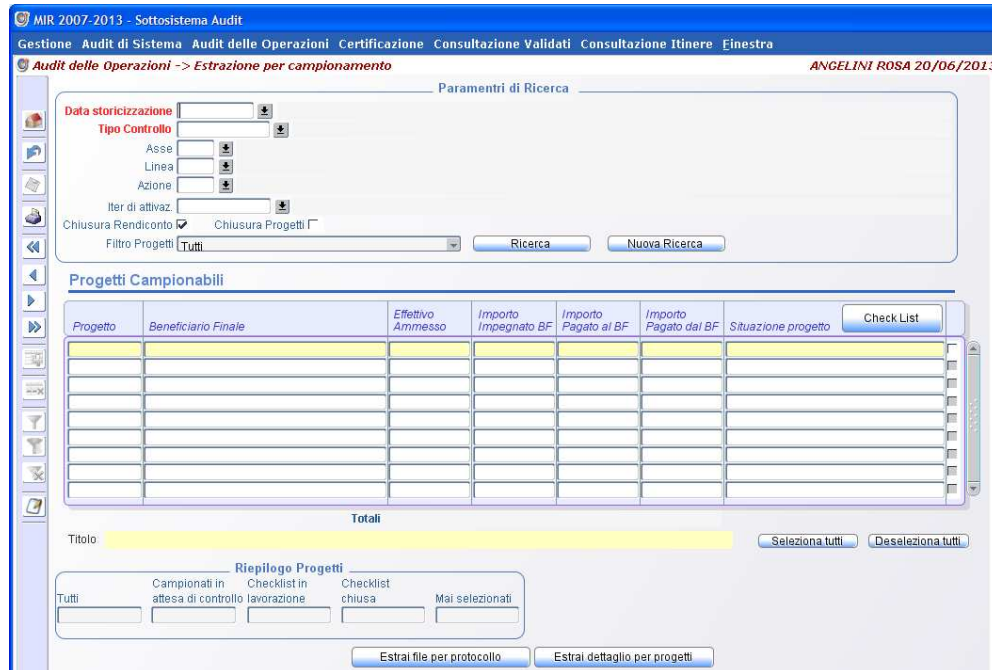 MIR 2007-2013 - Sottosistema Audit
Gestione Audit di Sistema Audit delle Operazioni Certificazione Consultazione Validati Consultazione Itinere Finestra
Audit delle Operazioni -> Estrazione per campionamento ANGELINI ROSA 20/06/2013
Paramentri di Ricerca
Data storicizzazione
Tipo Controllo
Asse
Linea
Azione
Iter di attivaz.
Chiusura Rendiconto Chiusura Progetti
Filtro Progetti Tutti Ricerca Nuova Ricerca
Progetti Campionabili
Progetto Beneficiario Finale Effettivo Ammesso Importo Impegnato BF Importo Pagato al BF Importo Pagato dal BF Situazione progetto Check List
Totali
Titolo Seleziona tutti Deseleziona tutti
Riepilogo Progetti
Tutti Campionati in attesa di controllo Checklist in lavorazione Checklist chiusa Mai selezionati
Estrai file per protocollo Estrai dettaglio per progetti